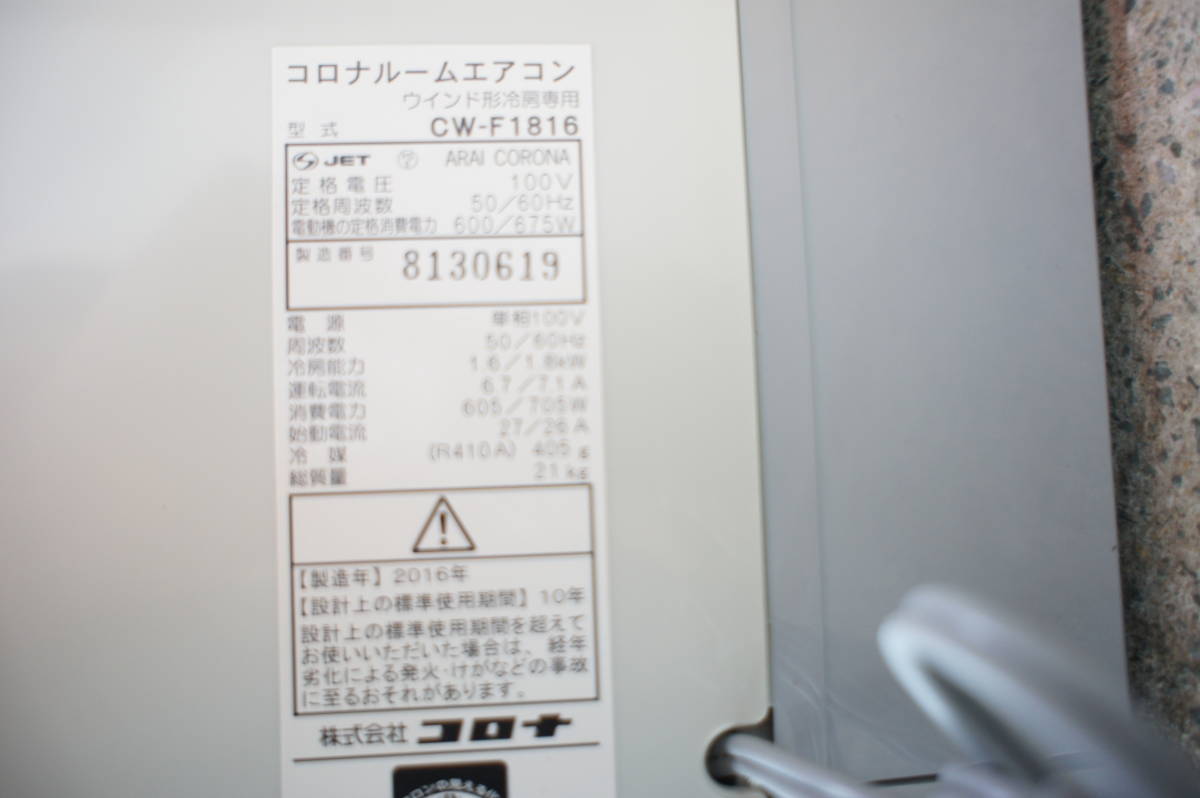 コロナルームエアコン
ウインド形冷房専用
型式 CW-F1816
JET ARAI CORONA
定格電圧 100V
定格周波数 50/60Hz
電動機の定格消費電力 600/675W
製造番号 8130619
電源 単相100V
周波数 50/60Hz
冷房能力 1.6/1.8kW
運転電流 6.7/7.1A
消費電力 605/705W
始動電流 27/26A
冷媒 (R410A) 405g
総質量 21kg
【製造年】2016年
【設計上の標準使用期間】10年
設計上の標準使用期間を超えて
お使いいただいた場合は、経年
劣化による発火・けがなどの事故
に至るおそれがあります。
株式会社 コロナ